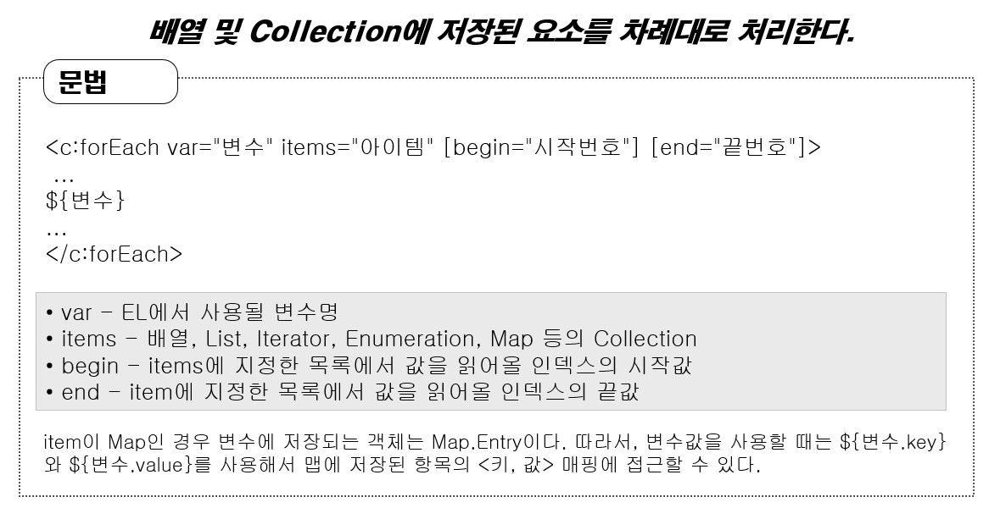 배열 및 Collection에 저장된 요소를 차례대로 처리한다.
문법
<c:forEach var="변수" items="아이템" [begin="시작번호"] [end="끝번호"]>
...
${변수}
...
</c:forEach>
• var - EL에서 사용될 변수명
• items - 배열, List, Iterator, Enumeration, Map 등의 Collection
• begin - items에 지정한 목록에서 값을 읽어올 인덱스의 시작값
• end - item에 지정한 목록에서 값을 읽어올 인덱스의 끝값
item이 Map인 경우 변수에 저장되는 객체는 Map.Entry이다. 따라서, 변수값을 사용할 때는 ${변수.key}
와 ${변수.value}를 사용해서 맵에 저장된 항목의 <키, 값> 매핑에 접근할 수 있다.